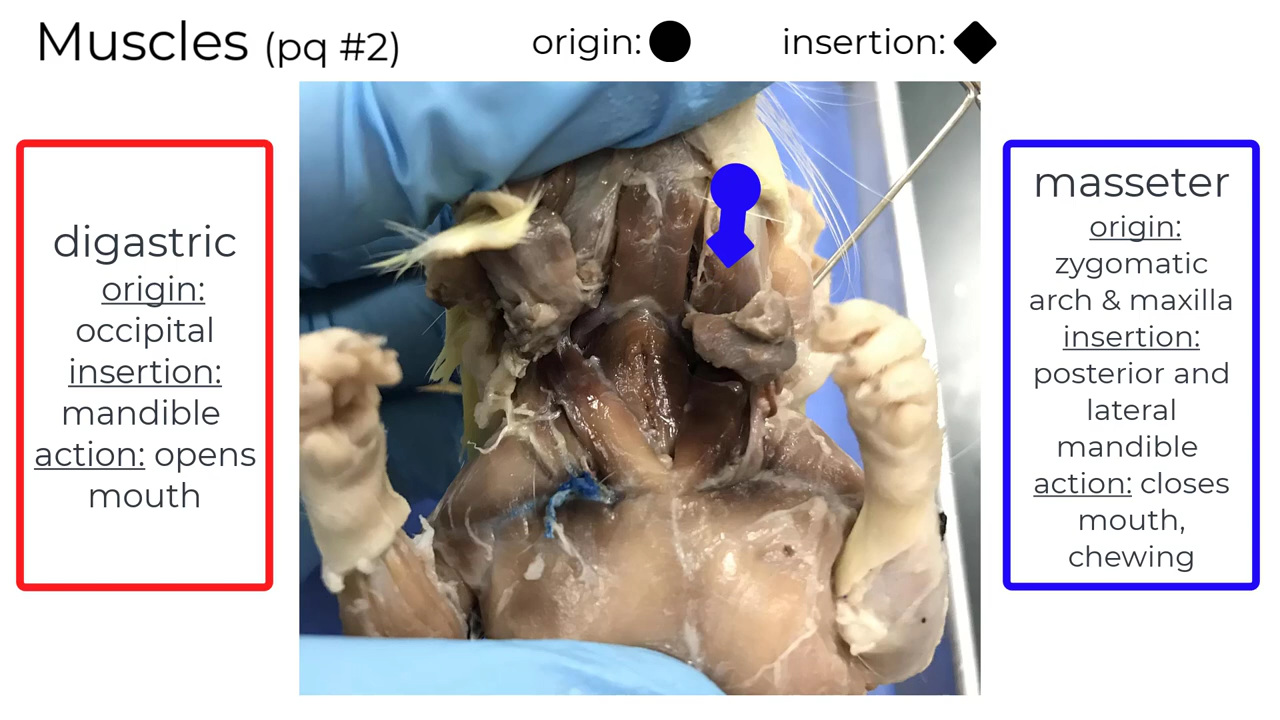 Muscles (pq #2)
origin:
insertion:
digastric
origin:
occipital
insertion:
mandible
action: opens
mouth
masseter
origin:
zygomatic
arch & maxilla
insertion:
posterior and
lateral
mandible
action: closes
mouth,
chewing